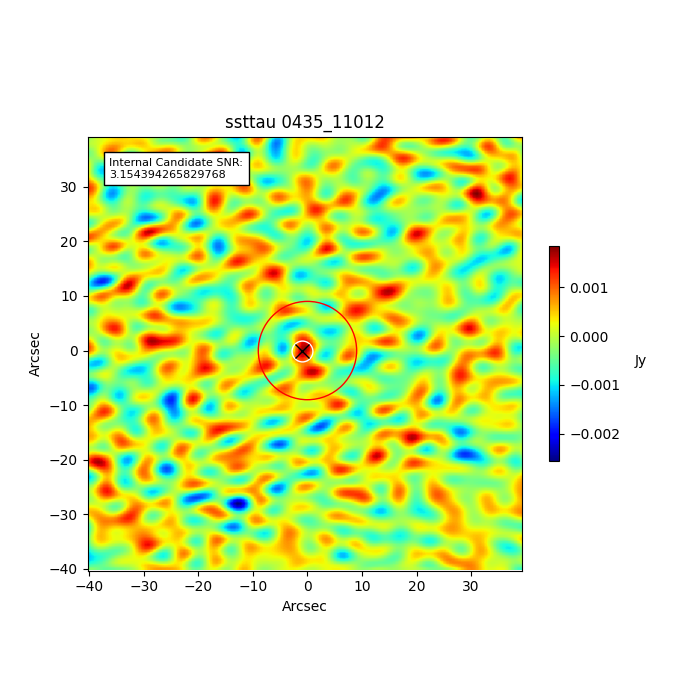 ssttau 0435_11012
Internal Candidate SNR:
3.154394265829768
Arcsec
30
20
10
0
−10
−20
−30
−40
−40 −30 −20 −10 0 10 20 30
Arcsec
0.001
0.000
−0.001
−0.002
Jy